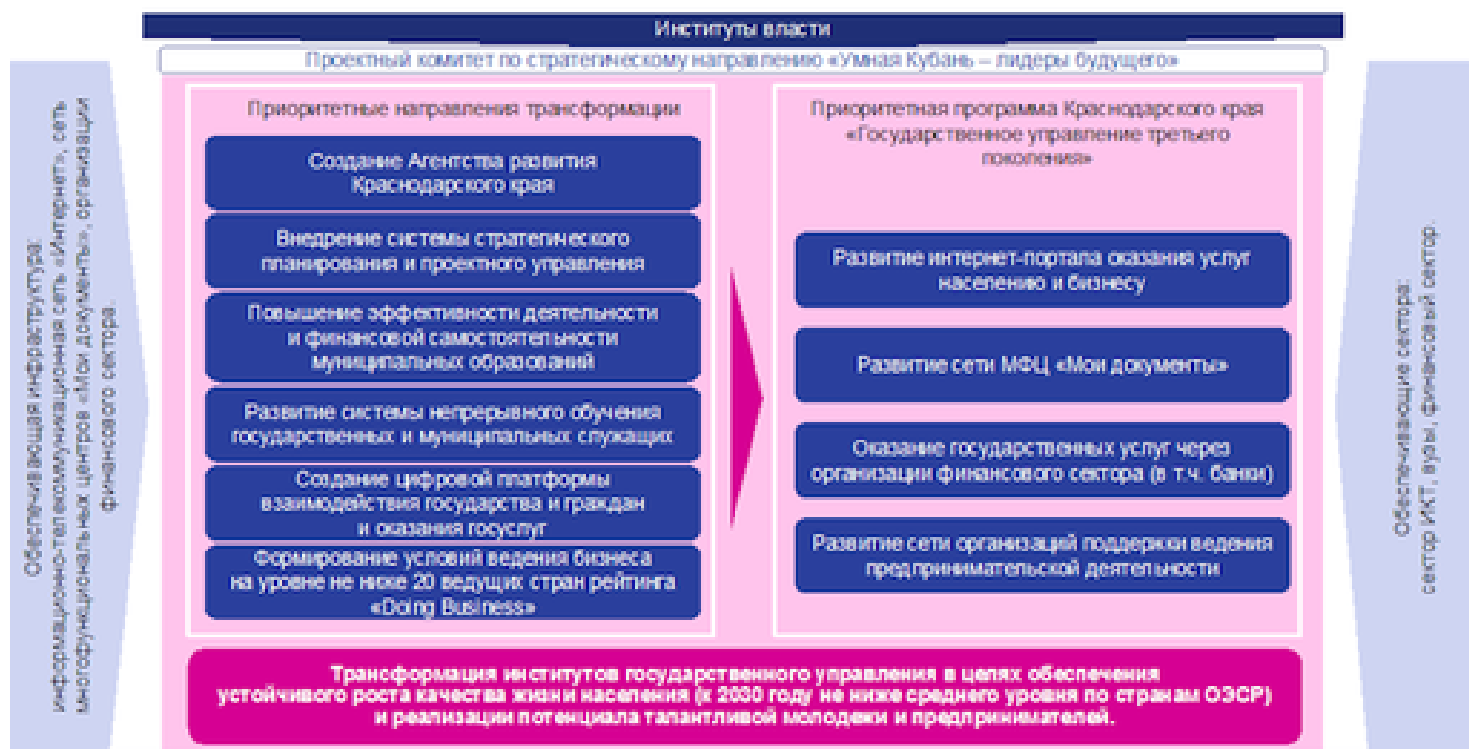 Институты власти
Проектный комитет по стратегическому направлению «Умная Кубань – лидеры будущего»
Обеспечивающая инфраструктура:
информационно-телекоммуникационная сеть «Интернет», сеть
многофункциональных центров «Мои документы», организации
финансового сектора.
Приоритетные направления трансформации
Создание Агентства развития
Краснодарского края
Внедрение системы стратегического
планирования и проектного управления
Повышение эффективности деятельности
и финансовой самостоятельности
муниципальных образований
Развитие системы непрерывного обучения
государственных и муниципальных служащих
Создание цифровой платформы
взаимодействия государства и граждан
и оказания госуслуг
Формирование условий ведения бизнеса
на уровне не ниже 20 ведущих стран рейтинга
«Doing Business»
Приоритетная программа Краснодарского края
«Государственное управление третьего
поколения»
Развитие интернет-портала оказания услуг
населению и бизнесу
Развитие сети МФЦ «Мои документы»
Оказание государственных услуг через
организации финансового сектора (в т.ч. банки)
Развитие сети организаций поддержки ведения
предпринимательской деятельности
Обеспечивающие сектора:
сектор ИКТ, вузы, финансовый сектор.
Трансформация институтов государственного управления в целях обеспечения
устойчивого роста качества жизни населения (к 2030 году не ниже среднего уровня по странам ОЭСР)
и реализации потенциала талантливой молодежи и предпринимателей.